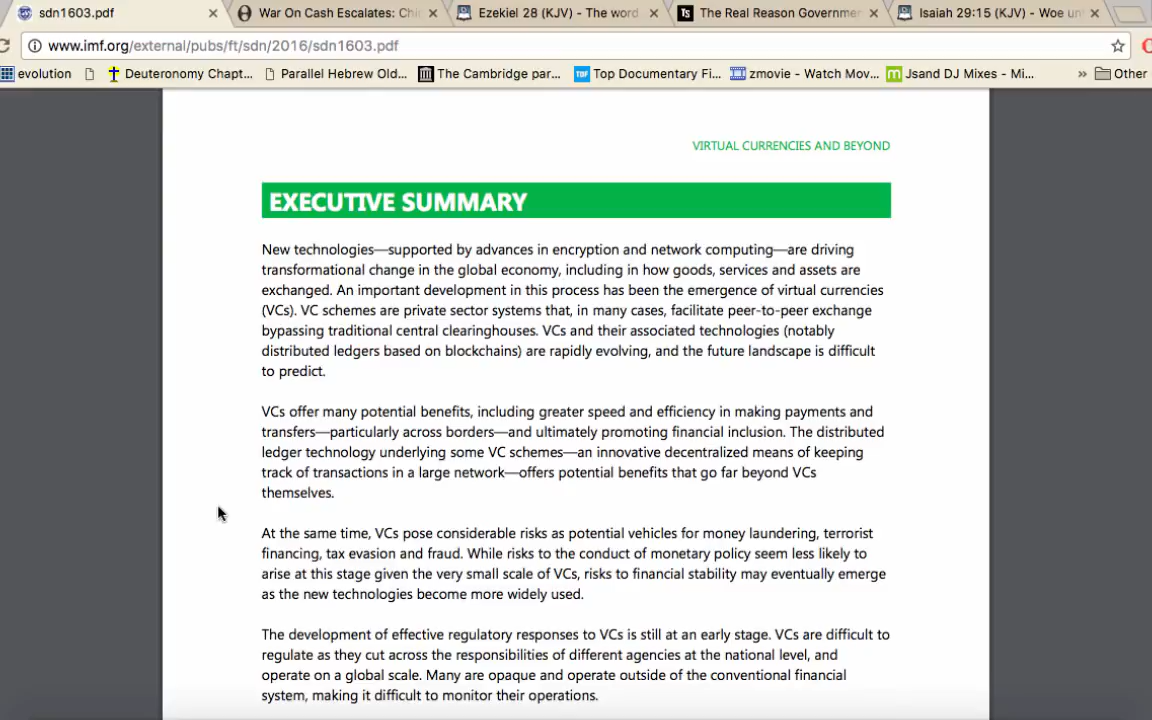 sdn1603.pdf
War On Cash Escalates: Chi
Ezekiel 28 (KJV) - The word
The Real Reason Governmen
Isaiah 29:15 (KJV) - Woe un
www.imf.org/external/pubs/ft/sdn/2016/sdn1603.pdf
evolution
Deuteronomy Chapt...
Parallel Hebrew Old...
The Cambridge par...
TDF
Top Documentary Fi...
zmovie - Watch Mov...
Jsand DJ Mixes - Mi...
» Other
VIRTUAL CURRENCIES AND BEYOND
EXECUTIVE SUMMARY
New technologies—supported by advances in encryption and network computing—are driving
transformational change in the global economy, including in how goods, services and assets are
exchanged. An important development in this process has been the emergence of virtual currencies
(VCs). VC schemes are private sector systems that, in many cases, facilitate peer-to-peer exchange
bypassing traditional central clearinghouses. VCs and their associated technologies (notably
distributed ledgers based on blockchains) are rapidly evolving, and the future landscape is difficult
to predict.
VCs offer many potential benefits, including greater speed and efficiency in making payments and
transfers—particularly across borders—and ultimately promoting financial inclusion. The distributed
ledger technology underlying some VC schemes—an innovative decentralized means of keeping
track of transactions in a large network—offers potential benefits that go far beyond VCs
themselves.
At the same time, VCs pose considerable risks as potential vehicles for money laundering, terrorist
financing, tax evasion and fraud. While risks to the conduct of monetary policy seem less likely to
arise at this stage given the very small scale of VCs, risks to financial stability may eventually emerge
as the new technologies become more widely used.
The development of effective regulatory responses to VCs is still at an early stage. VCs are difficult to
regulate as they cut across the responsibilities of different agencies at the national level, and
operate on a global scale. Many are opaque and operate outside of the conventional financial
system, making it difficult to monitor their operations.